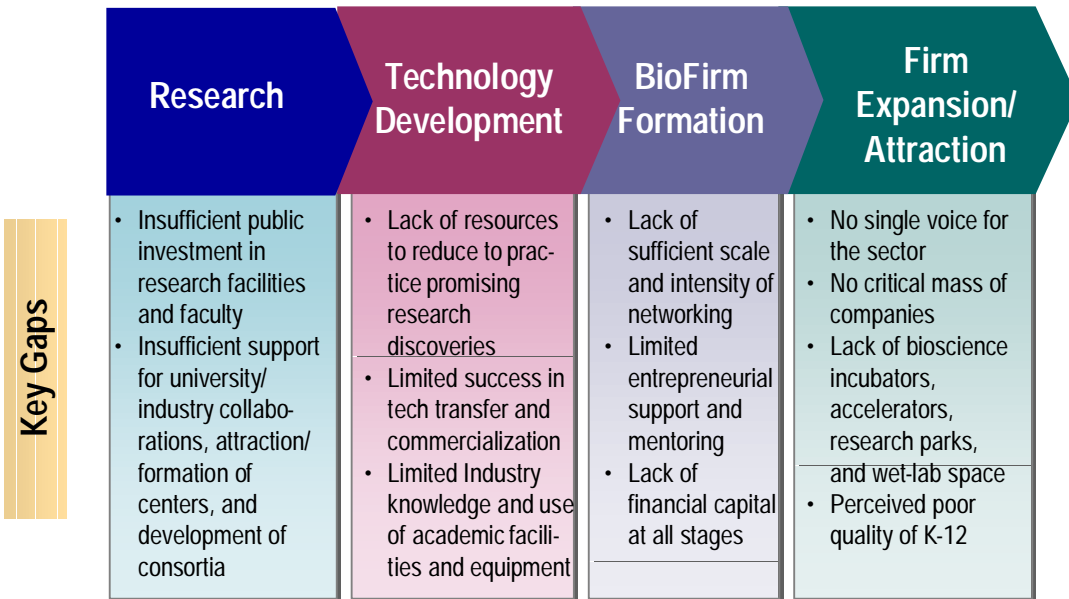 Research
Technology
Development
BioFirm
Formation
Firm
Expansion/
Attraction
Key Gaps
• Insufficient public
investment in
research facilities
and faculty
• Insufficient support
for university/
industry collabo-
rations, attraction/
formation of
centers, and
development of
consortia
• Lack of resources
to reduce to prac-
tice promising
research
discoveries
• Limited success in
tech transfer and
commercialization
• Limited Industry
knowledge and use
of academic facili-
ties and equipment
• Lack of
sufficient scale
and intensity of
networking
• Limited
entrepreneurial
support and
mentoring
• Lack of
financial capital
at all stages
• No single voice for
the sector
• No critical mass of
companies
• Lack of bioscience
incubators,
accelerators,
research parks,
and wet-lab space
• Perceived poor
quality of K-12